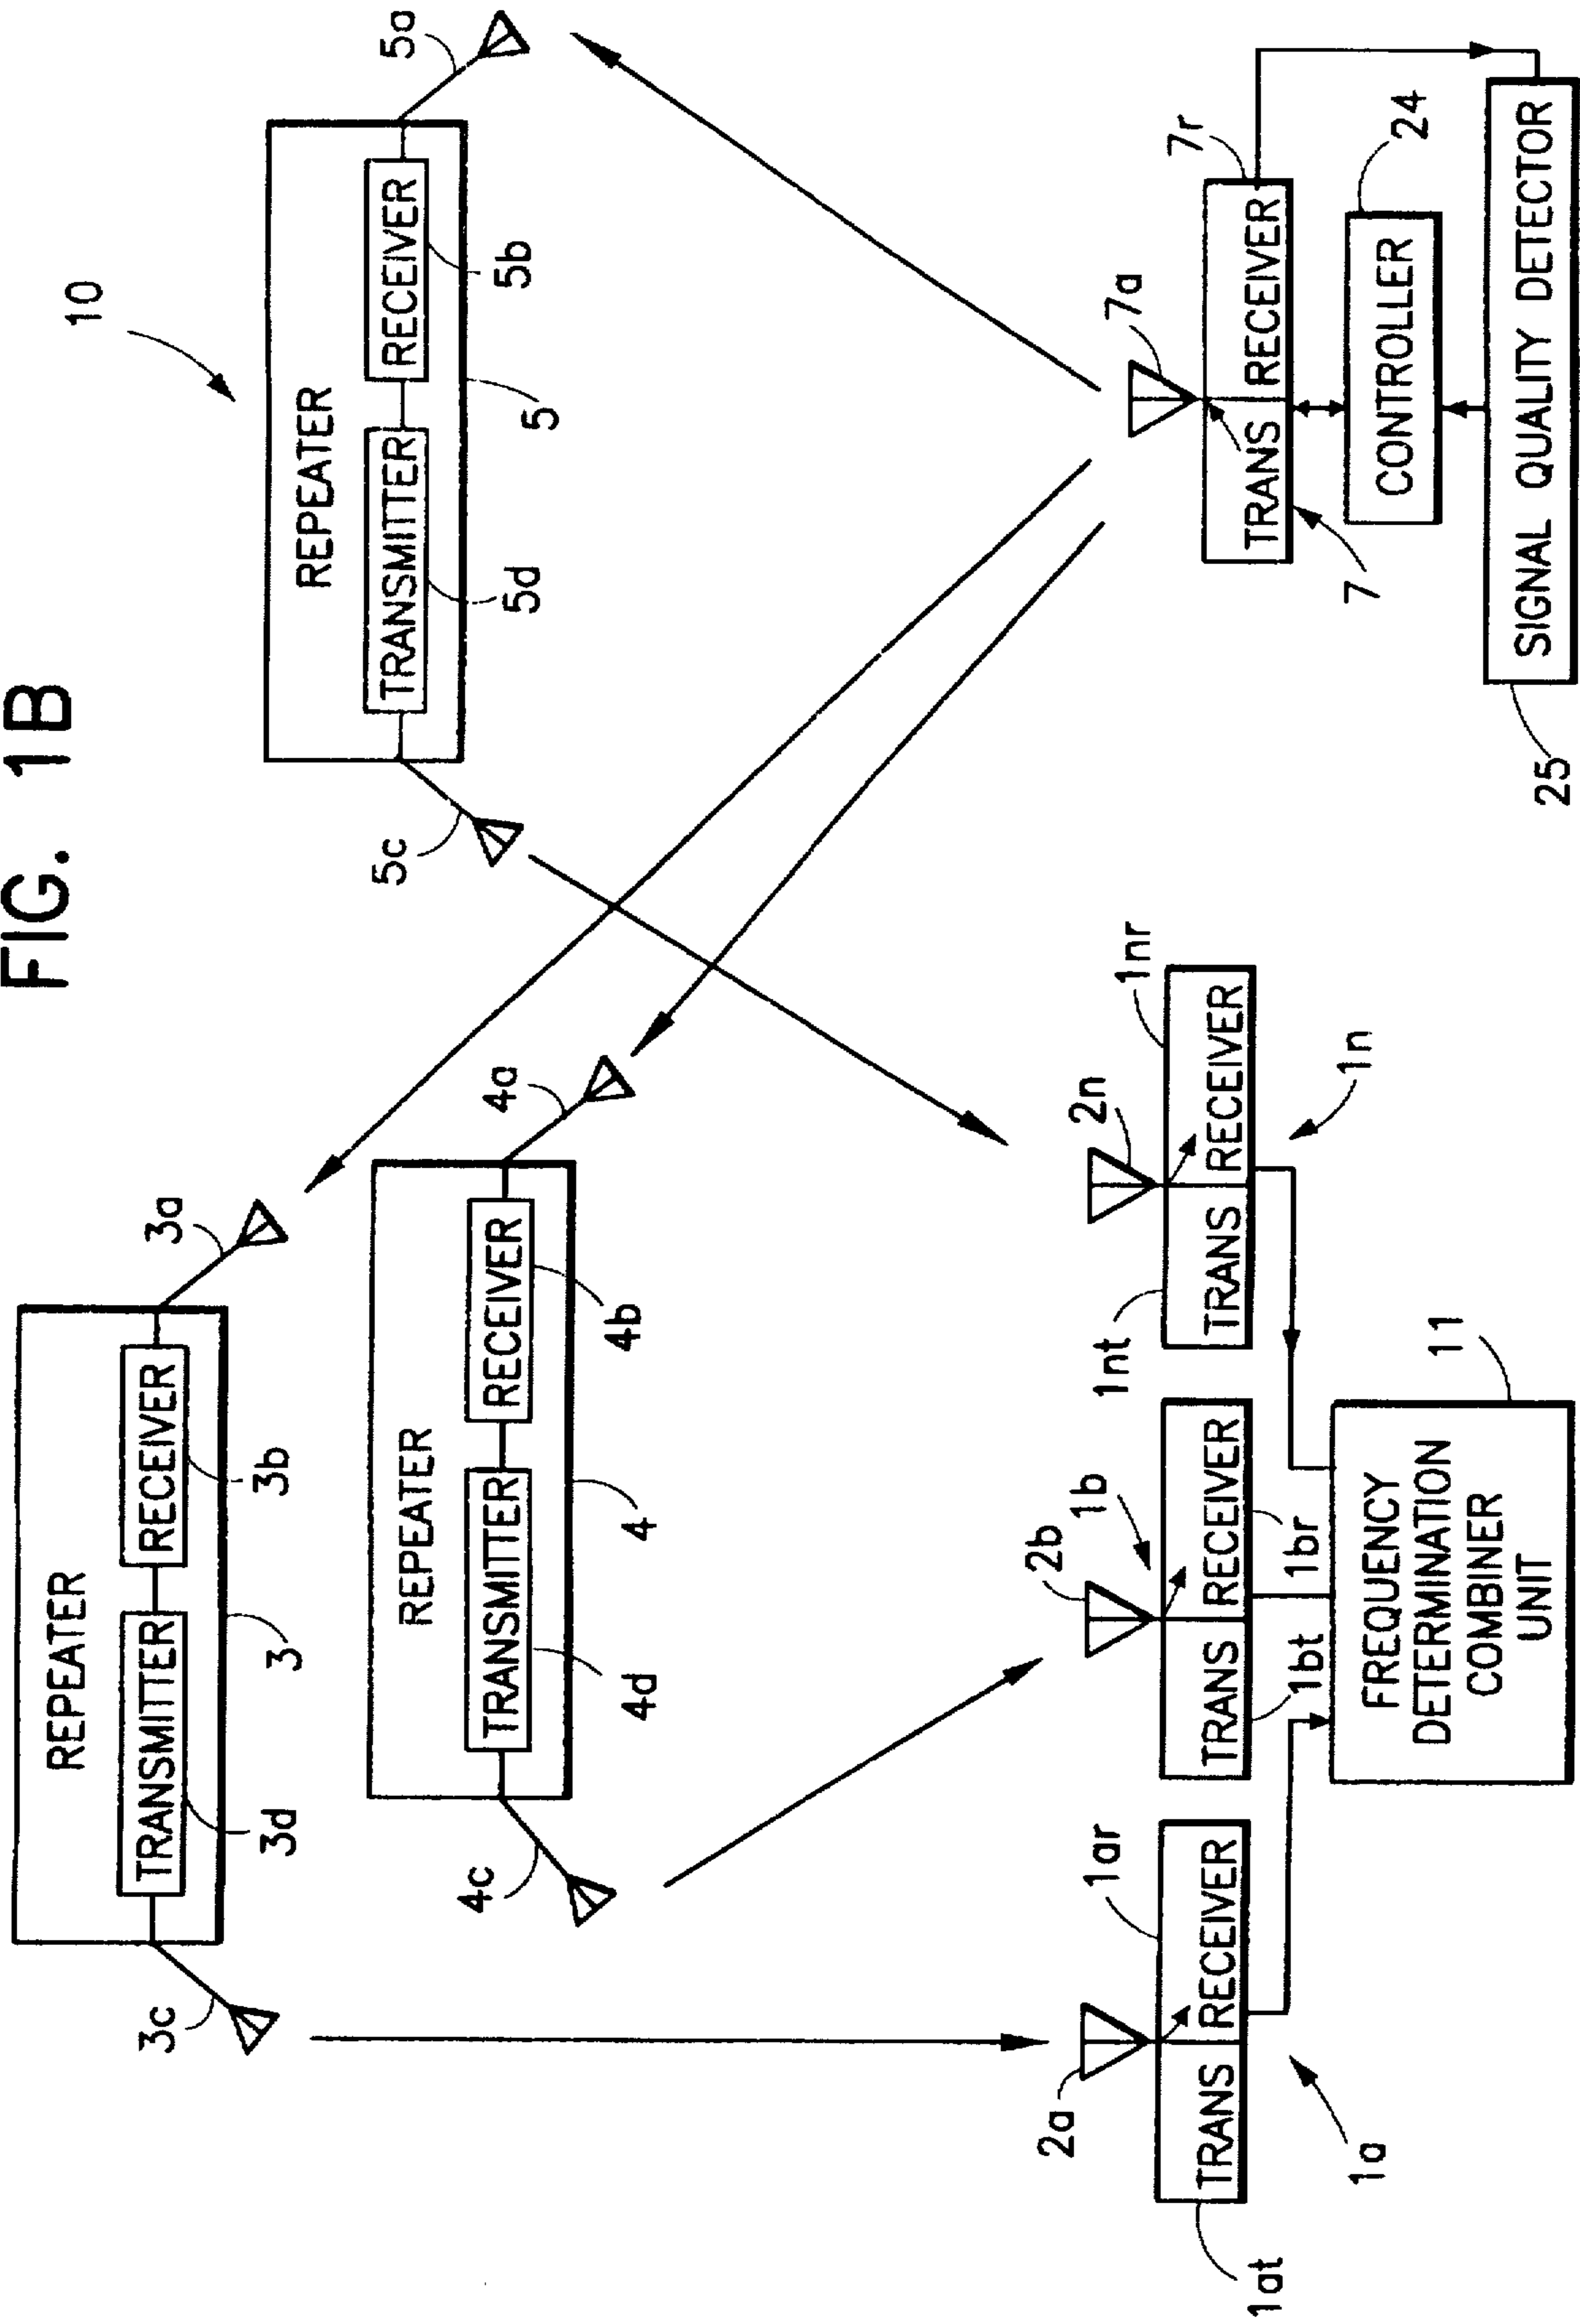 FIG. 1B
10
REPEATER
TRANSMITTER
RECEIVER
3a
3b
3
3d
3c
REPEATER
TRANSMITTER
RECEIVER
4a
4b
4
4d
4c
REPEATER
TRANSMITTER
RECEIVER
5a
5b
5
5d
5c
2a
1ar
TRANS
RECEIVER
1at
1a
2b
1b
TRANS
RECEIVER
1bt
1br
2n
1nr
TRANS
RECEIVER
1nt
1n
FREQUENCY
DETERMINATION
COMBINER
UNIT
11
7a
7r
TRANS
RECEIVER
7
CONTROLLER
24
SIGNAL QUALITY DETECTOR
25